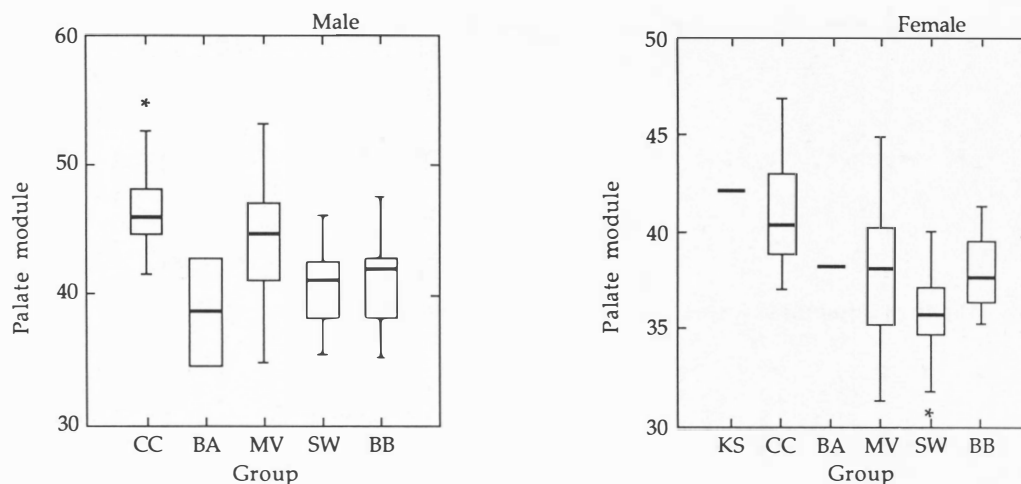 Male
60
50
40
30
Palate module
CC BA MV SW BB
Group
*
Female
50
45
40
35
30
Palate module
KS CC BA MV SW BB
Group
*